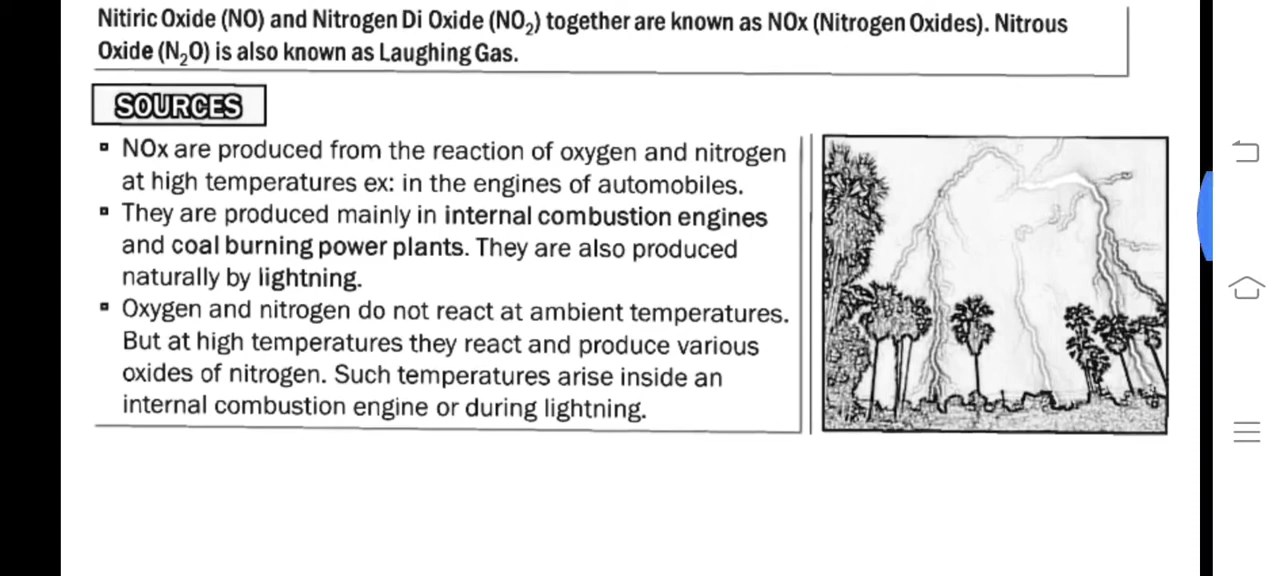 Nitiric Oxide (NO) and Nitrogen Di Oxide (NO₂) together are known as NOx (Nitrogen Oxides). Nitrous
Oxide (N₂O) is also known as Laughing Gas.
SOURCES
▫ NOx are produced from the reaction of oxygen and nitrogen
at high temperatures ex: in the engines of automobiles.
▫ They are produced mainly in internal combustion engines
and coal burning power plants. They are also produced
naturally by lightning.
▫ Oxygen and nitrogen do not react at ambient temperatures.
But at high temperatures they react and produce various
oxides of nitrogen. Such temperatures arise inside an
internal combustion engine or during lightning.